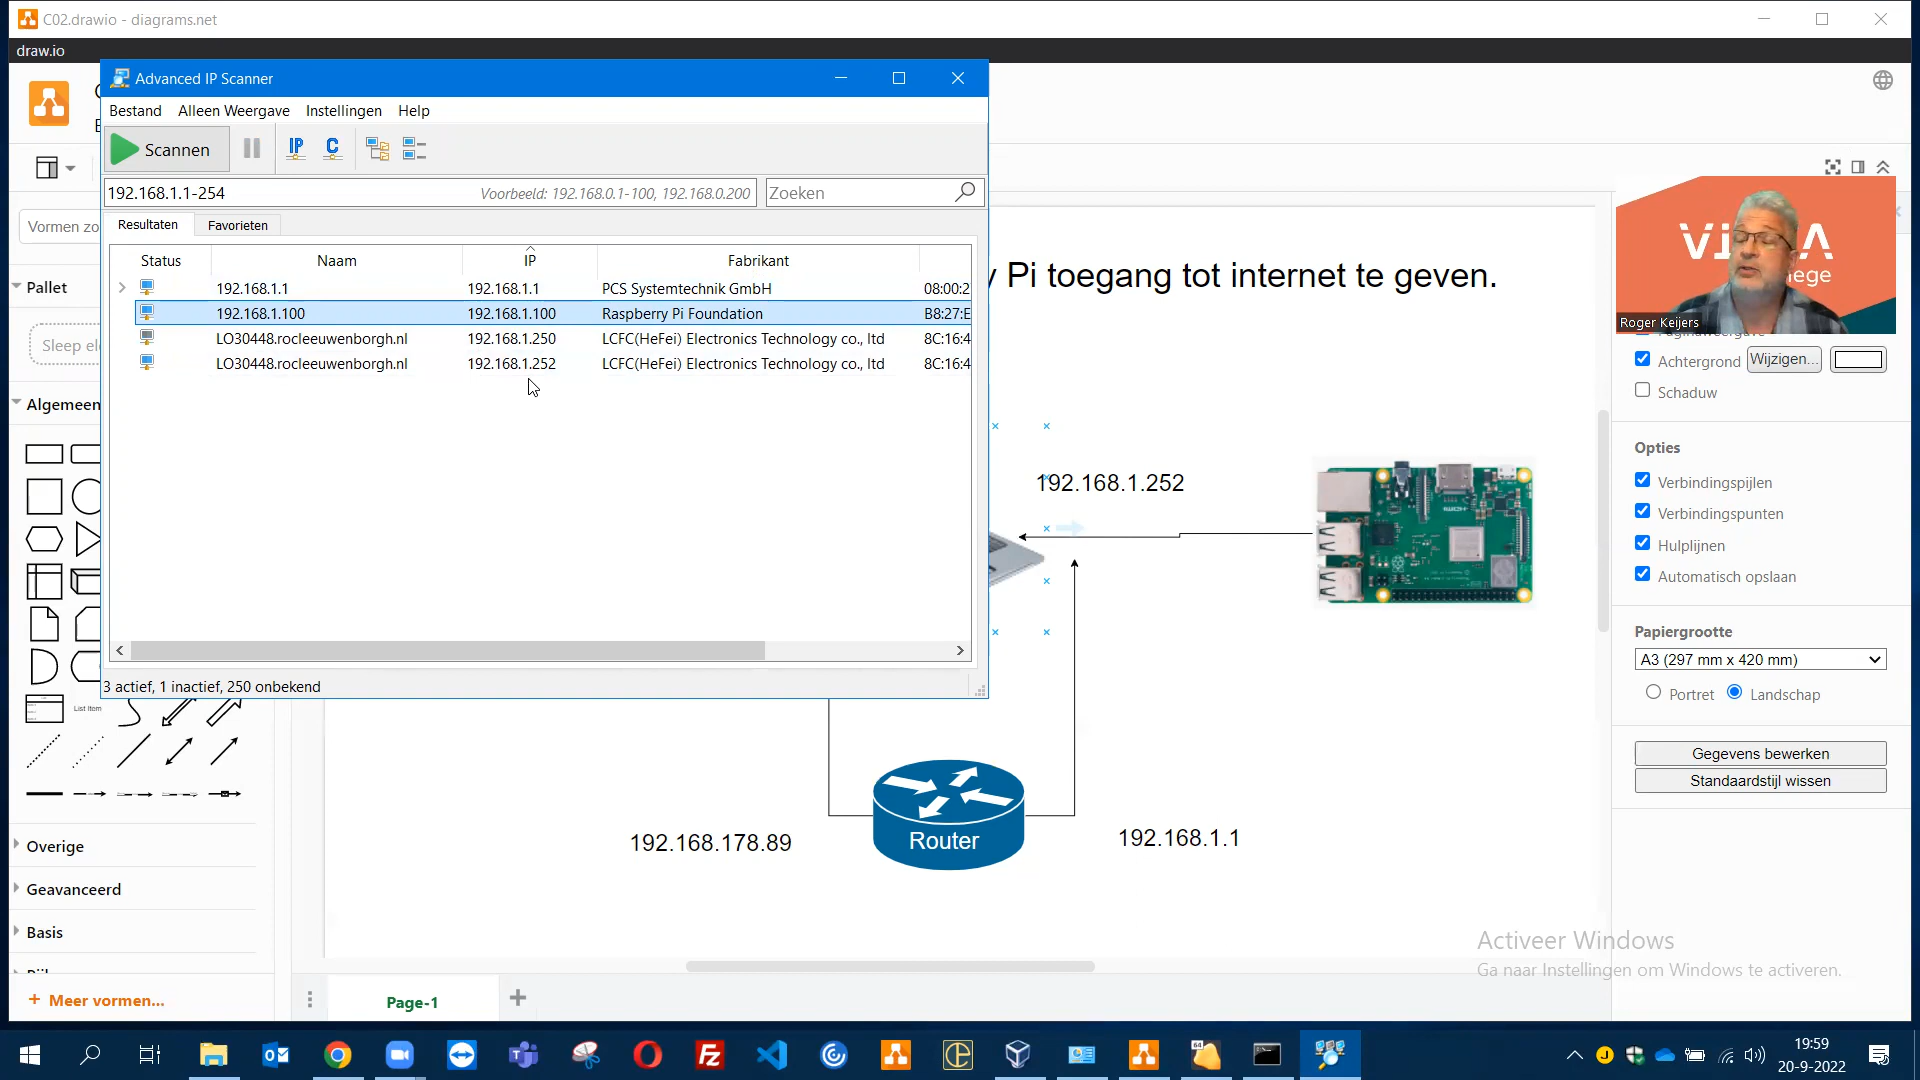 C02.drawio - diagrams.net
draw.io
Advanced IP Scanner
Bestand Alleen Weergave Instellingen Help
Scannen IP C
192.168.1.1-254 Voorbeeld: 192.168.0.1-100, 192.168.0.200 Zoeken
Resultaten Favorieten
Status Naam IP Fabrikant
192.168.1.1 192.168.1.1 PCS Systemtechnik GmbH 08:00:2
192.168.1.100 192.168.1.100 Raspberry Pi Foundation B8:27:E
LO30448.rocleeuwenborgh.nl 192.168.1.250 LCFC(HeFei) Electronics Technology co., ltd 8C:16:4
LO30448.rocleeuwenborgh.nl 192.168.1.252 LCFC(HeFei) Electronics Technology co., ltd 8C:16:4
3 actief, 1 inactief, 250 onbekend
Vormen zo
Pallet
Sleep el
Algemeen
List Item
Overige
Geavanceerd
Basis
+ Meer vormen...
y Pi toegang tot internet te geven.
192.168.1.252
192.168.178.89
Router
192.168.1.1
Roger Keijers
Achtergrond Wijzigen...
Schaduw
Opties
Verbindingspijlen
Verbindingspunten
Hulplijnen
Automatisch opslaan
Papiergrootte
A3 (297 mm x 420 mm)
Portret Landschap
Gegevens bewerken
Standaardstijl wissen
Activeer Windows
Ga naar Instellingen om Windows te activeren.
Page-1
19:59
20-9-2022